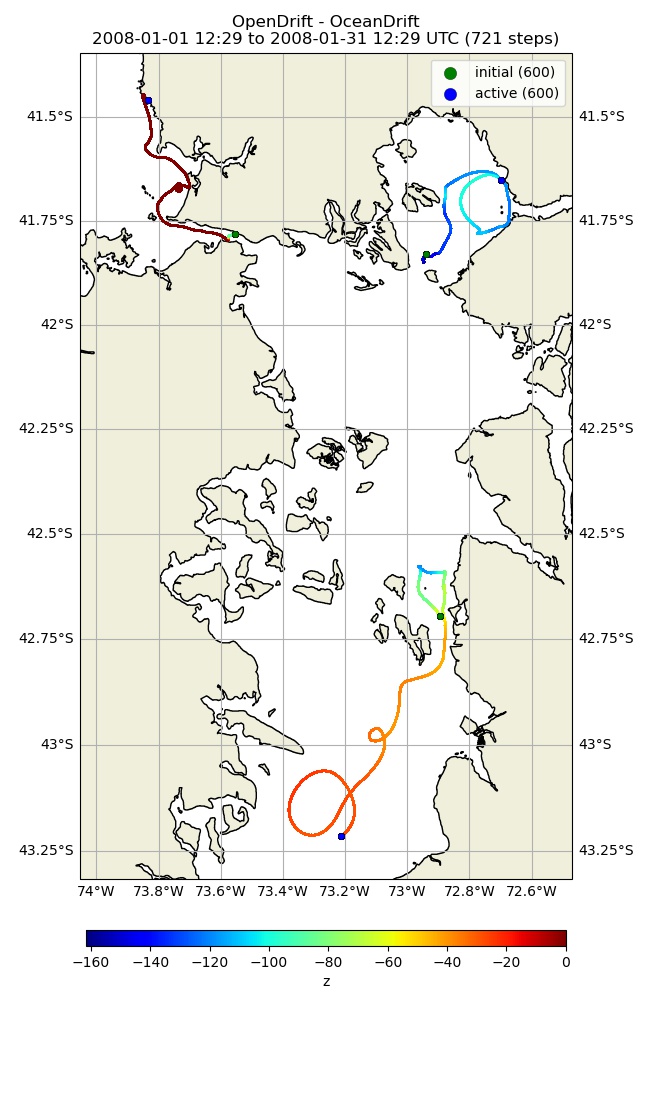 OpenDrift - OceanDrift
2008-01-01 12:29 to 2008-01-31 12:29 UTC (721 steps)
initial (600)
active (600)
41.5°S 41.5°S
41.75°S 41.75°S
42°S 42°S
42.25°S 42.25°S
42.5°S 42.5°S
42.75°S 42.75°S
43°S 43°S
43.25°S 43.25°S
74°W 73.8°W 73.6°W 73.4°W 73.2°W 73°W 72.8°W 72.6°W
−160 −140 −120 −100 −80 −60 −40 −20 0
z